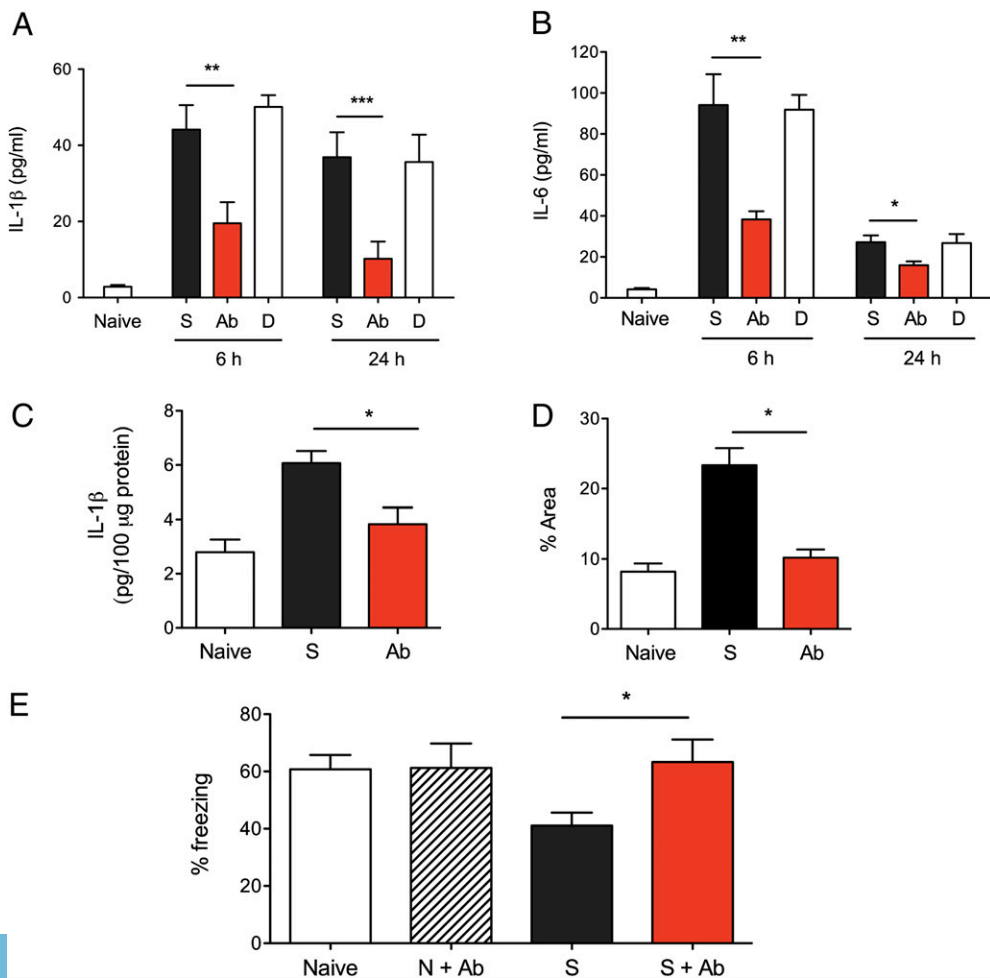 A
IL-1β (pg/ml)
60
40
20
0
**
***
Naive S Ab D S Ab D
6 h 24 h
B
IL-6 (pg/ml)
120
100
80
60
40
20
0
**
*
Naive S Ab D S Ab D
6 h 24 h
C
IL-1β
(pg/100 μg protein)
8
6
4
2
0
*
Naive S Ab
D
% Area
30
20
10
0
*
Naive S Ab
E
% freezing
80
60
40
20
0
*
Naive N + Ab S S + Ab